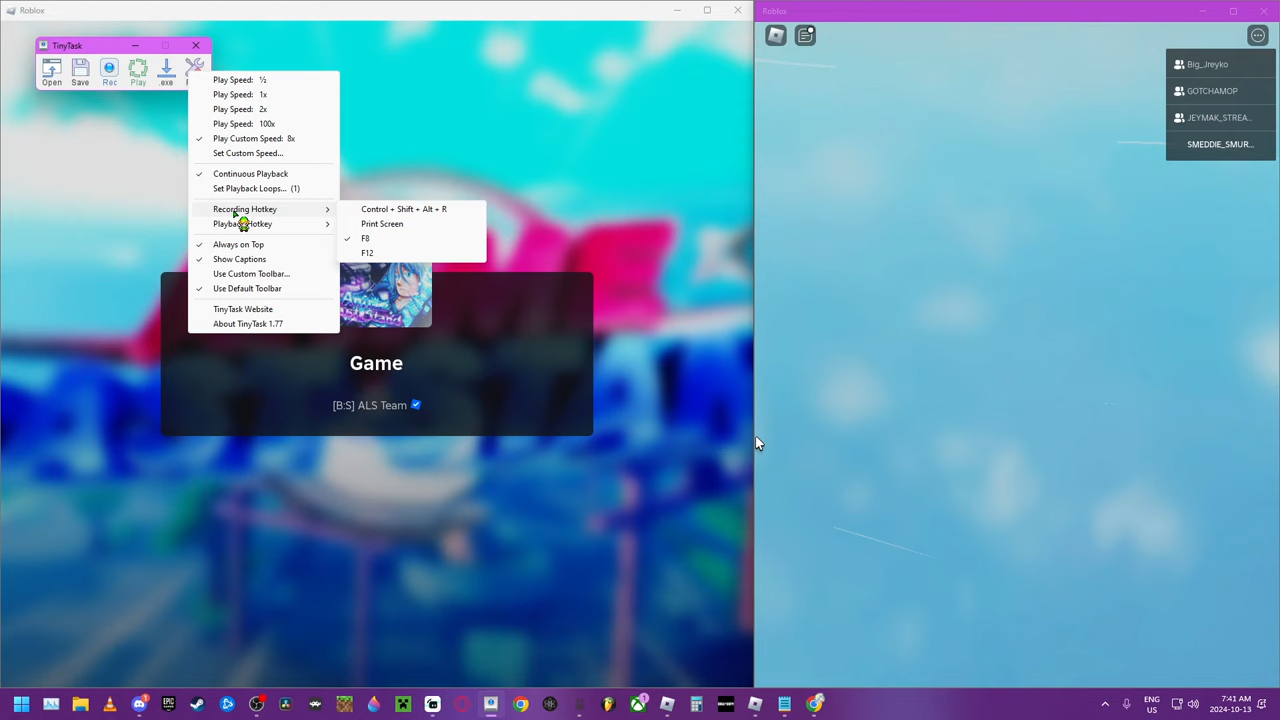 Roblox
TinyTask
Open Save Rec Play .exe
Play Speed: ½
Play Speed: 1x
Play Speed: 2x
Play Speed: 100x
Play Custom Speed: 8x
Set Custom Speed...
Continuous Playback
Set Playback Loops... (1)
Recording Hotkey
Playback Hotkey
Always on Top
Show Captions
Use Custom Toolbar...
Use Default Toolbar
TinyTask Website
About TinyTask 1.77
Control + Shift + Alt + R
Print Screen
F8
F12
Game
[B:S] ALS Team
Roblox
Big_Jreyko
GOTCHAMOP
JEYMAK_STREA...
SMEDDIE_SMUR...
ENG
US
7:41 AM
2024-10-13